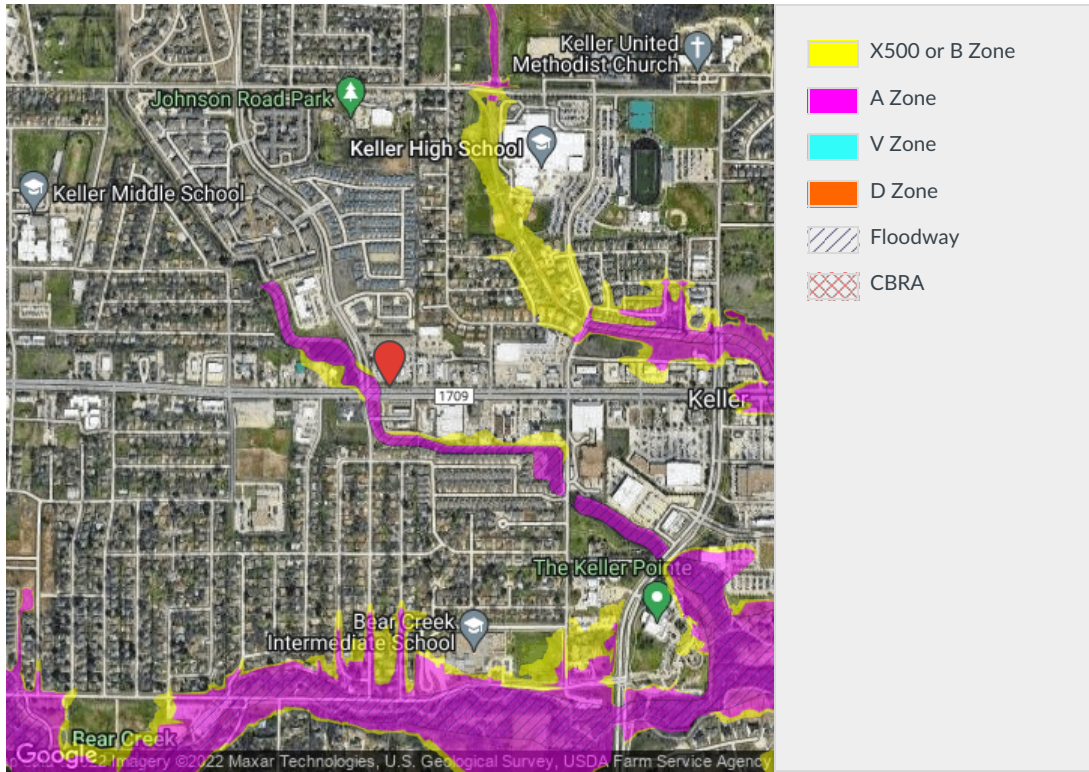 Keller United
Methodist Church
Johnson Road Park
Keller High School
Keller Middle School
1709
Keller
The Keller Pointe
Bear Creek
Intermediate School
Bear Creek
Google
Imagery ©2022 Maxar Technologies, U.S. Geological Survey, USDA Farm Service Agency
X500 or B Zone
A Zone
V Zone
D Zone
Floodway
CBRA